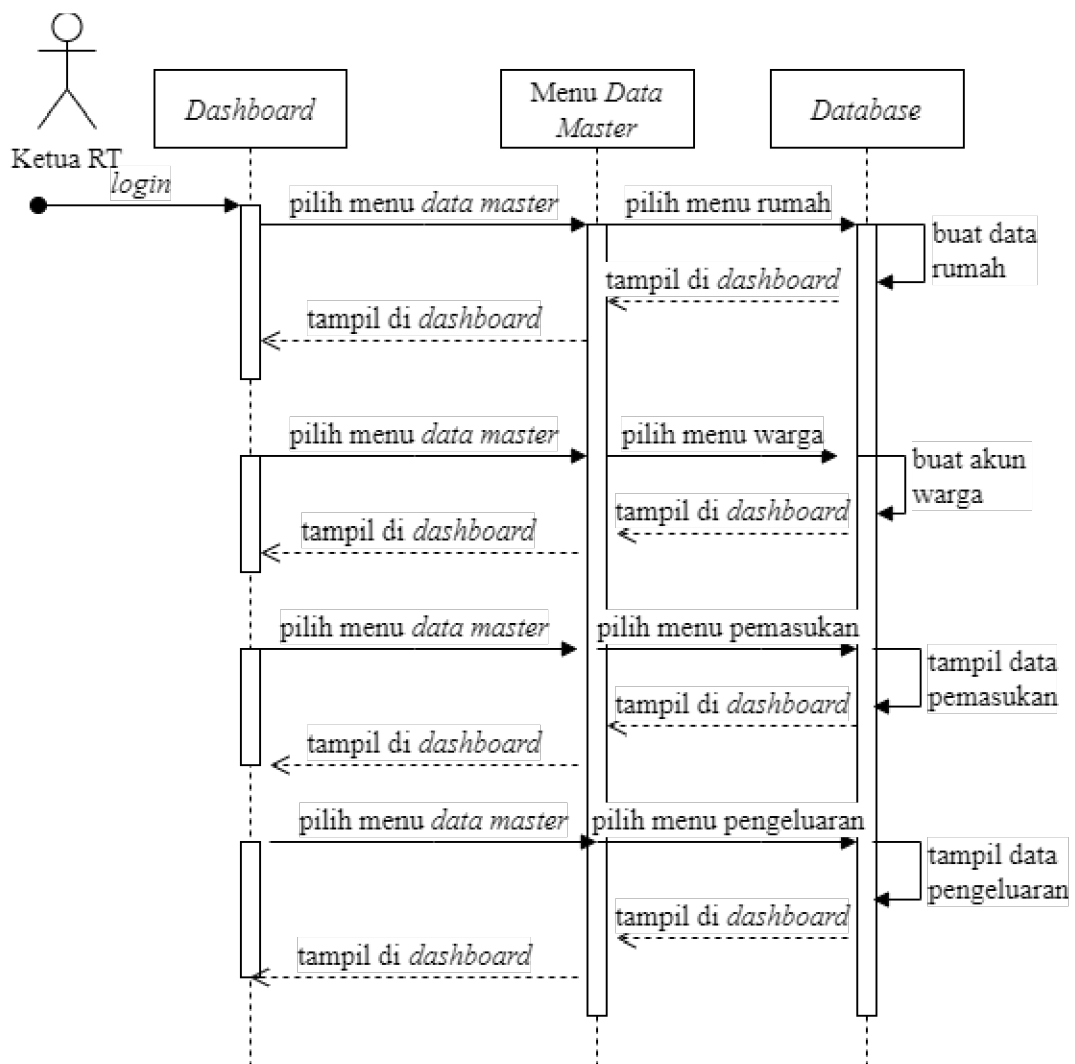 Dashboard
Menu Data
Master
Database
Ketua RT
login
pilih menu data master
pilih menu rumah
buat data
rumah
tampil di dashboard
tampil di dashboard
pilih menu data master
pilih menu warga
buat akun
warga
tampil di dashboard
tampil di dashboard
pilih menu data master
pilih menu pemasukan
tampil data
pemasukan
tampil di dashboard
tampil di dashboard
pilih menu data master
pilih menu pengeluaran
tampil data
pengeluaran
tampil di dashboard
tampil di dashboard